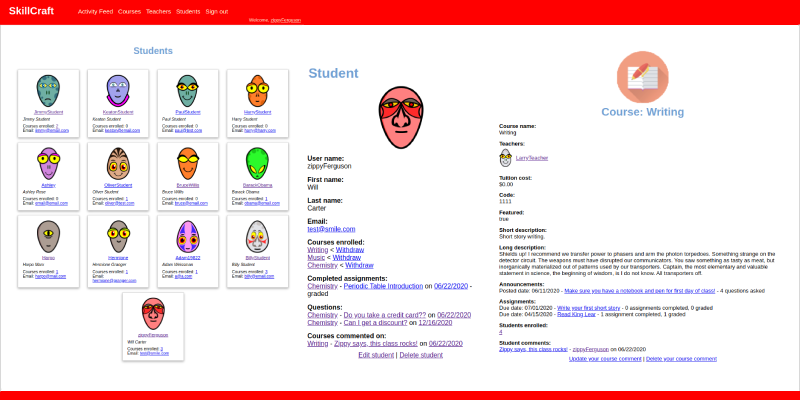 SkillCraft
Activity Feed Courses Teachers Students Sign out
Welcome, zippyFerguson
Students
JimmyStudent
Jimmy Student
Courses enrolled: 2
Email: jimmy@email.com
KeatonStudent
Keaton Student
Courses enrolled: 0
Email: keaton@email.com
PaulStudent
Paul Student
Courses enrolled: 0
Email: paul@test.com
HarryStudent
Harry Student
Courses enrolled: 0
Email: harry@harry.com
Ashley
Ashley Rose
Courses enrolled: 0
Email: email@email.com
OliverStudent
Oliver Student
Courses enrolled: 0
Email: oliver@test.com
BruceWillis
Bruce Willis
Courses enrolled: 0
Email: bruce@email.com
BarackObama
Barack Obama
Courses enrolled: 1
Email: obama@email.com
Harpo
Harpo Marx
Courses enrolled: 1
Email: harpo@mail.com
Hermione
Hermione Granger
Courses enrolled: 1
Email:
Adam19822
Courses enrolled: 1
Email:
BillyStudent
Billy Student
Courses enrolled: 3
Email: billy@email.com
zippyFerguson
Will Carter
Courses enrolled: 3
Email: test@smile.com
Student
User name:
zippyFerguson
First name:
Will
Last name:
Carter
Email:
test@smile.com
Courses enrolled:
Writing < Withdraw
Music < Withdraw
Chemistry < Withdraw
Completed assignments:
Chemistry - Periodic Table Introduction on 06/22/2020 -
graded
Questions:
Chemistry - Do you take a credit card?? on 06/22/2020
Chemistry - Can I get a discount? on 12/16/2020
Courses commented on:
Writing - Zippy says, this class rocks! on 06/22/2020
Edit student | Delete student
Course: Writing
Course name:
Writing
Teachers:
LarryTeacher
Tuition cost:
$0.00
Code:
1111
Featured:
true
Short description:
Short story writing.
Long description:
Shields up! I recommend we transfer power to phasers and arm the photon torpedoes. Something strange on the
detector circuit. The weapons must have disrupted our communicators. You saw something as tasty as meat, but
inorganically materialized out of patterns used by our transporters. Captain, the most elementary and valuable
statement in science, the beginning of wisdom, is I do not know. All transporters off.
Announcements:
Posted date: 06/11/2020 - Make sure you have a notebook and pen for first day of class! - 4 questions asked
Assignments:
Due date: 07/01/2020 - Write your first short story - 0 assignments completed, 0 graded
Due date: 04/15/2020 - Read King Lear - 1 assignment completed, 1 graded
Students enrolled:
4
Student comments:
Zippy says, this class rocks! - zippyFerguson on 06/22/2020
Update your course comment | Delete your course comment